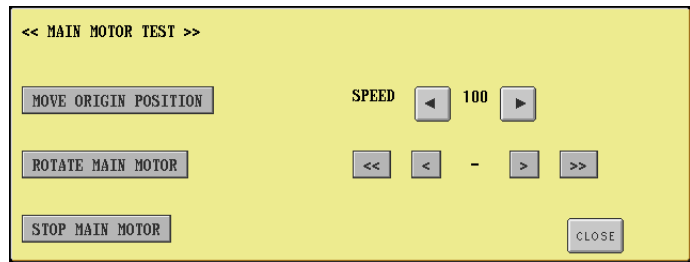 << MAIN MOTOR TEST >>
MOVE ORIGIN POSITION SPEED ◄ 100 ►
ROTATE MAIN MOTOR << < - > >>
STOP MAIN MOTOR CLOSE